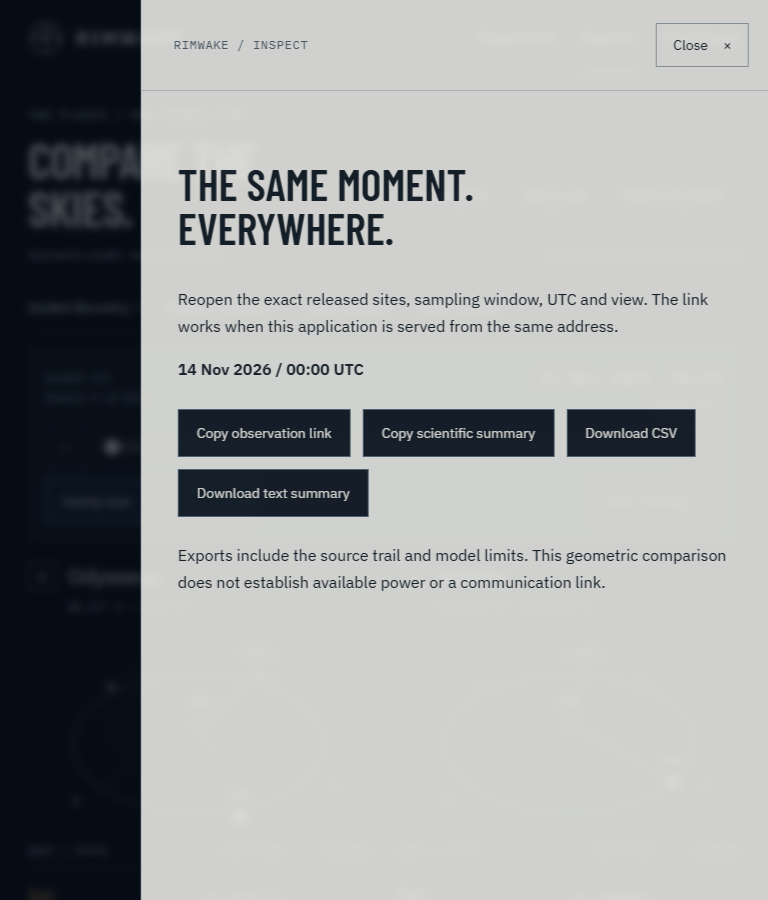 RIMWAKE / INSPECT
Close ×
THE SAME MOMENT.
EVERYWHERE.
Reopen the exact released sites, sampling window, UTC and view. The link
works when this application is served from the same address.
14 Nov 2026 / 00:00 UTC
Copy observation link
Copy scientific summary
Download CSV
Download text summary
Exports include the source trail and model limits. This geometric comparison
does not establish available power or a communication link.
COMPARE THE
SKIES.